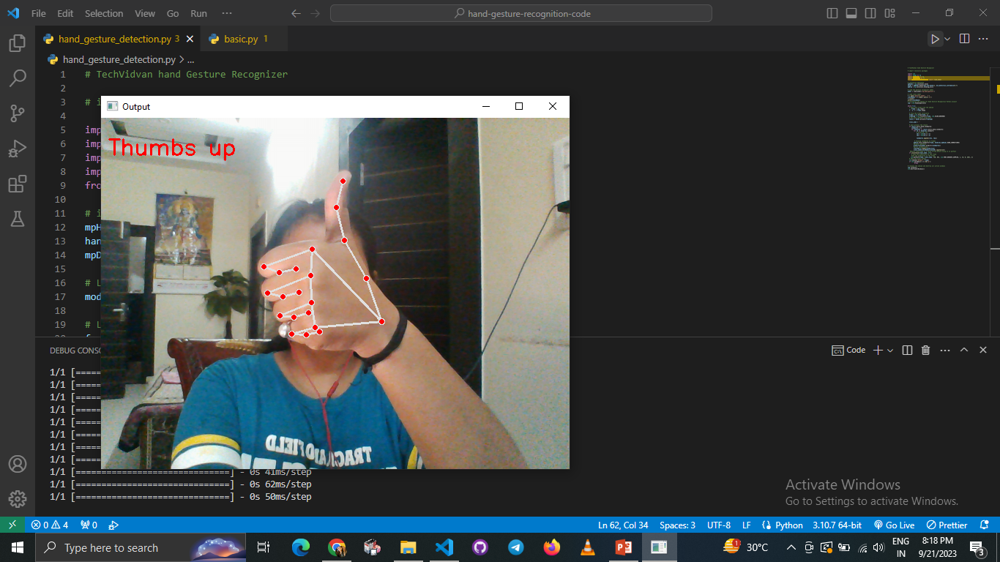 File Edit Selection View Go Run ···
hand-gesture-recognition-code
hand_gesture_detection.py 3
basic.py 1
hand_gesture_detection.py > ...
1 # TechVidvan hand Gesture Recognizer
2
3 # i
4
5 imp
6 imp
7 imp
8 imp
9 fro
10
11 # i
12 mpH
13 han
14 mpD
15
16 # L
17 mod
18
19 # L
Output
Thumbs up
TRACK AND FIELD
DEBUG CONSO
Code
1/1 [=====
1/1 [=====
1/1 [=====
1/1 [=====
1/1 [=====
1/1 [=====
1/1 [=====
1/1 [=====
1/1 [==============================] - 0s 41ms/step
1/1 [==============================] - 0s 62ms/step
1/1 [==============================] - 0s 50ms/step
Activate Windows
Go to Settings to activate Windows.
0 4 0
Ln 62, Col 34 Spaces: 3 UTF-8 LF Python 3.10.7 64-bit Go Live Prettier
Type here to search
1 30°C
ENG
IN
8:18 PM
9/21/2023
3